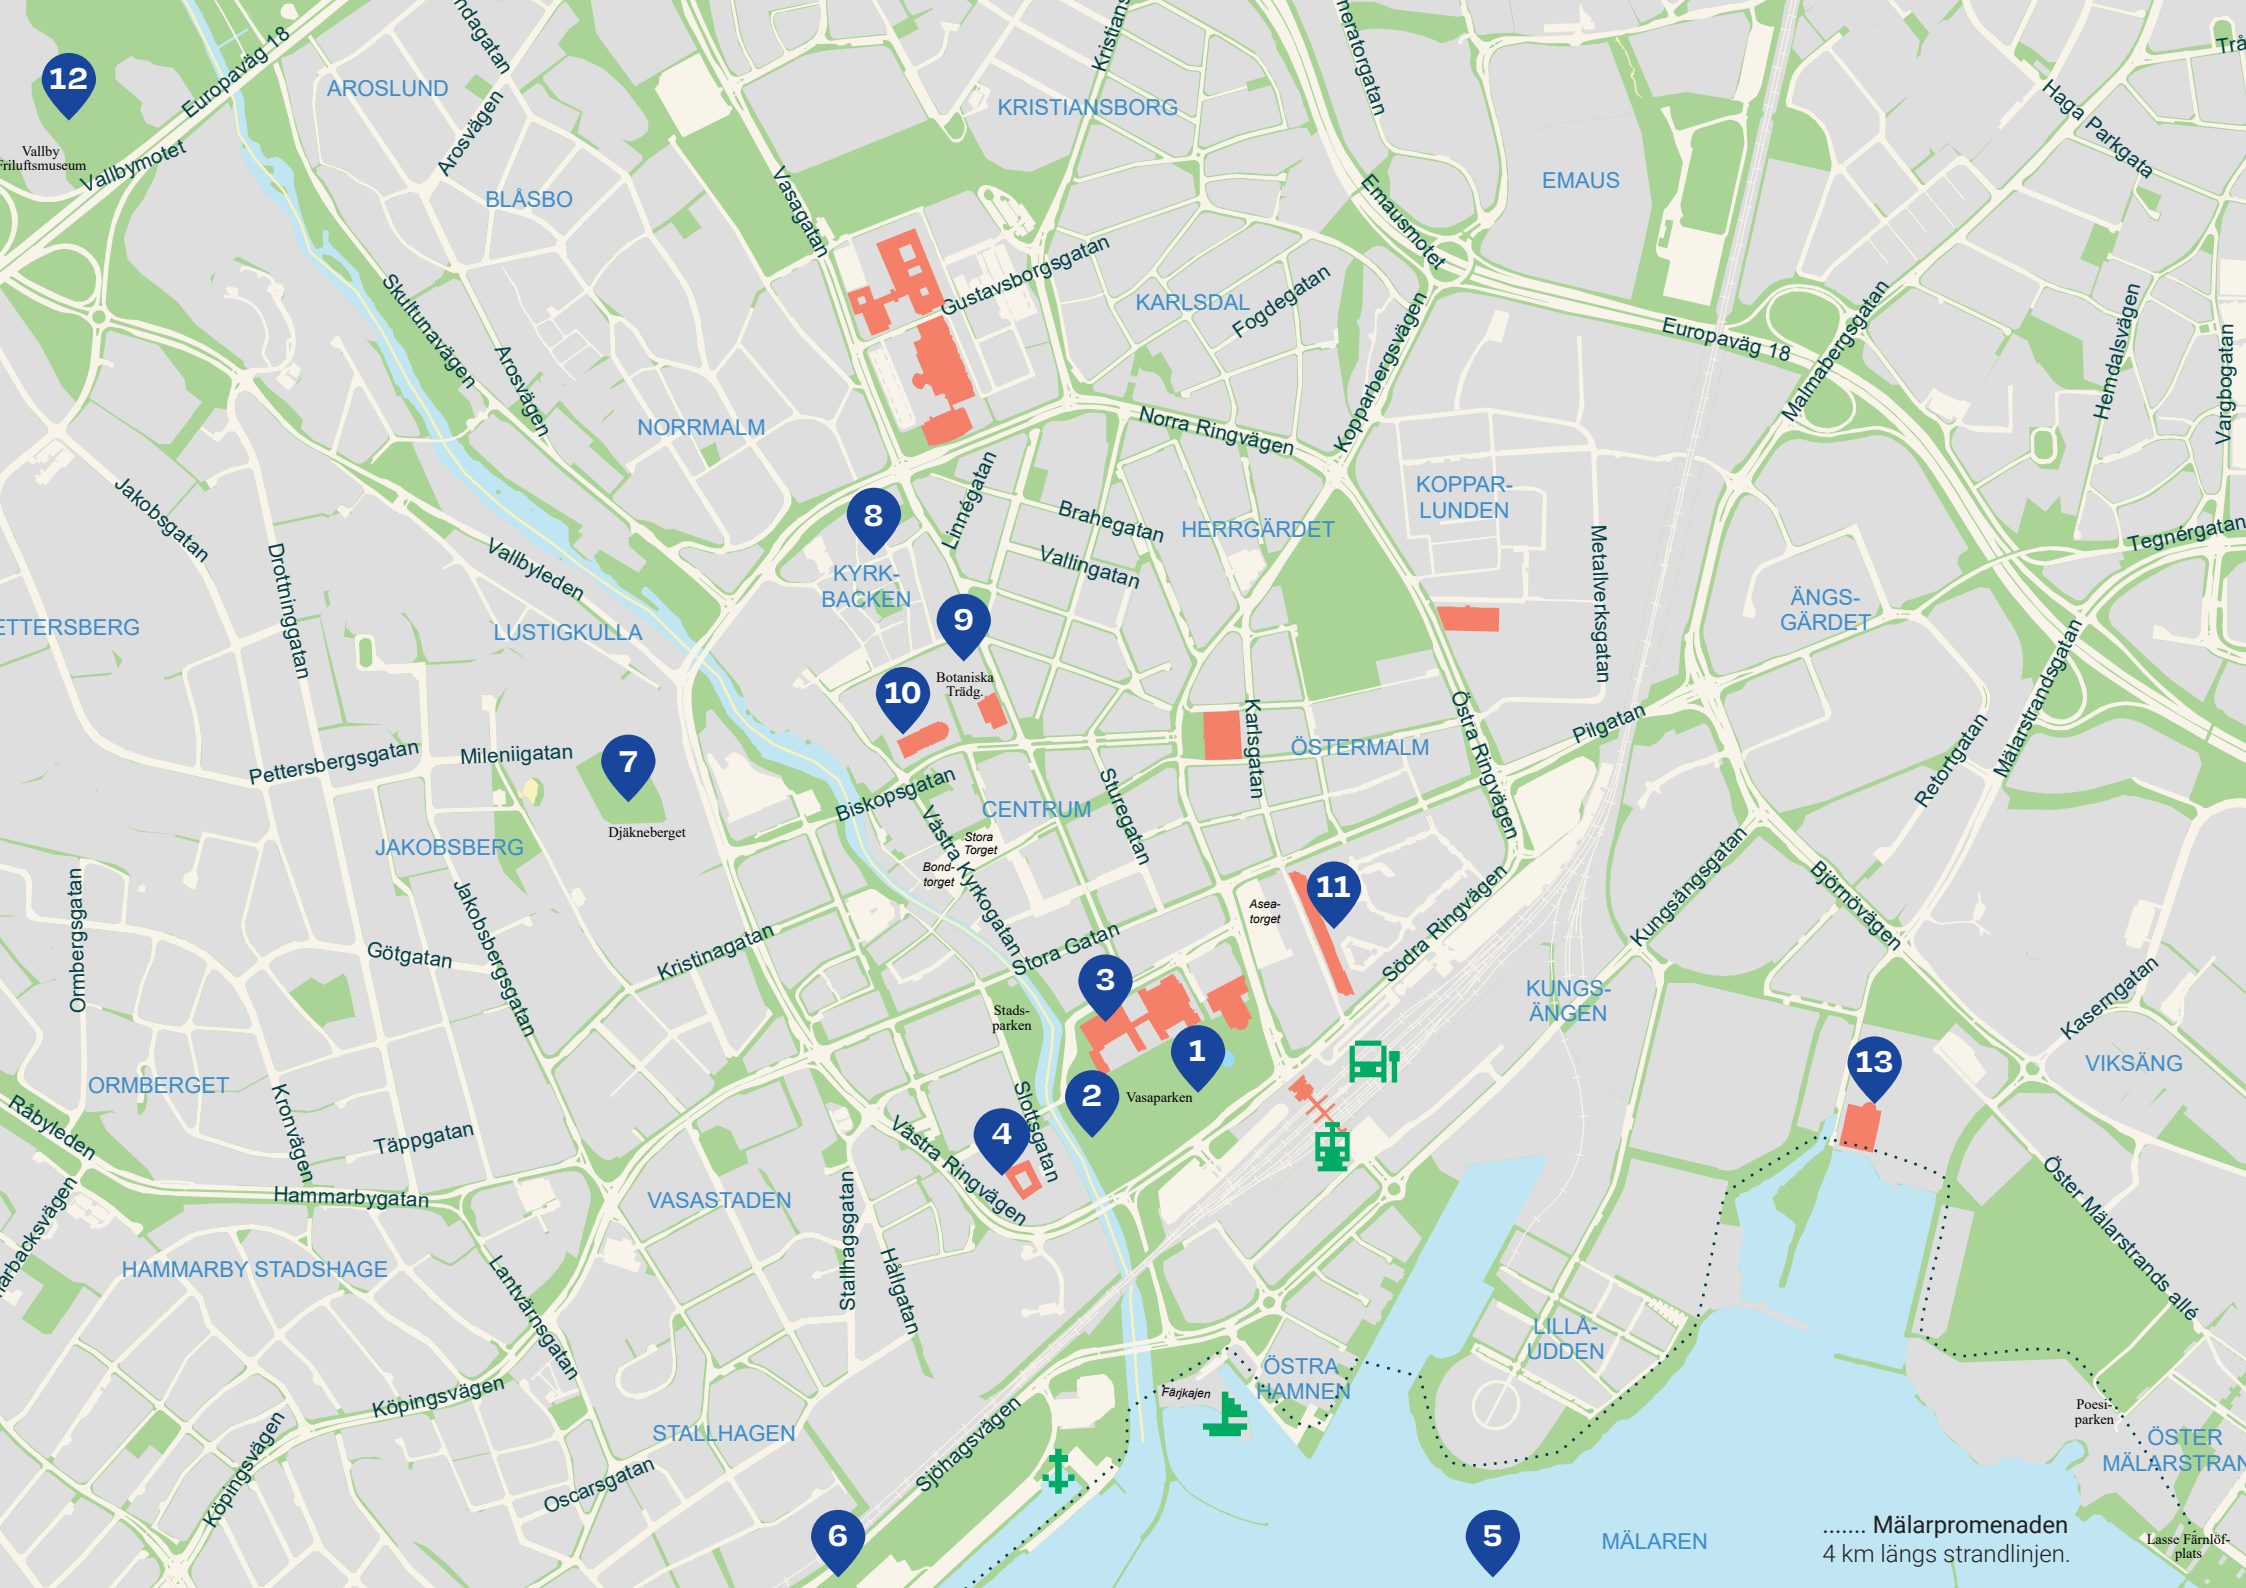 12
Europaväg 18
Vallby
Friluftsmuseum
Vallbymotet
AROSLUND
Arosvägen
BLÅSBO
Vasagatan
KRISTIANSBORG
Emausmotet
EMAUS
Haga Parkgata
Skultunavägen
Arosvägen
NORRMALM
Gustavsborgsgatan
KARLSDAL
Fogdegatan
Kopparbergsvägen
Europaväg 18
Malmabergsgatan
Hemdalsvägen
Vargbogatan
Norra Ringvägen
Jakobsgatan
Drottninggatan
Vallbyleden
LUSTIGKULLA
8
KYRK-
BACKEN
Linnégatan
Brahegatan
Vallingatan
HERRGÄRDET
KOPPAR-
LUNDEN
Metallverksgatan
Tegnérgatan
ÄNGS-
GÄRDET
9
Botaniska
Trädg.
10
7
Djäkneberget
Pettersbergsgatan
Mileniigatan
JAKOBSBERG
Biskopsgatan
CENTRUM
Västra Kyrkogatan
Stora
Torget
Bond-
torget
Sturegatan
Karlsgatan
ÖSTERMALM
Östra Ringvägen
Pilgatan
Retortgatan
Mälarstrandsgatan
Ormbergsgatan
Götgatan
Jakobsbergsgatan
Kristinagatan
Stora Gatan
Asea-
torget
11
Södra Ringvägen
Kungsängsgatan
Björnövägen
Kaserngatan
KUNGS-
ÄNGEN
VIKSÄNG
3
Stads-
parken
1
2
Vasaparken
13
ORMBERGET
Råbyleden
Kronvägen
Täppgatan
Hammarbygatan
VASASTADEN
4
Slottsgatan
Västra Ringvägen
Stallhagsgatan
Hållgatan
HAMMARBY STADSHAGE
Lantvärnsgatan
Öster Mälarstrands allé
LILLÅ-
UDDEN
ÖSTRA
HAMNEN
Färjkajen
Köpingsvägen
Köpingsvägen
STALLHAGEN
Oscarsgatan
Sjöhagsvägen
6
5
MÄLAREN
Poesi-
parken
ÖSTER
....... Mälarpromenaden
4 km längs strandlinjen.
Lasse Färnlöf-
plats